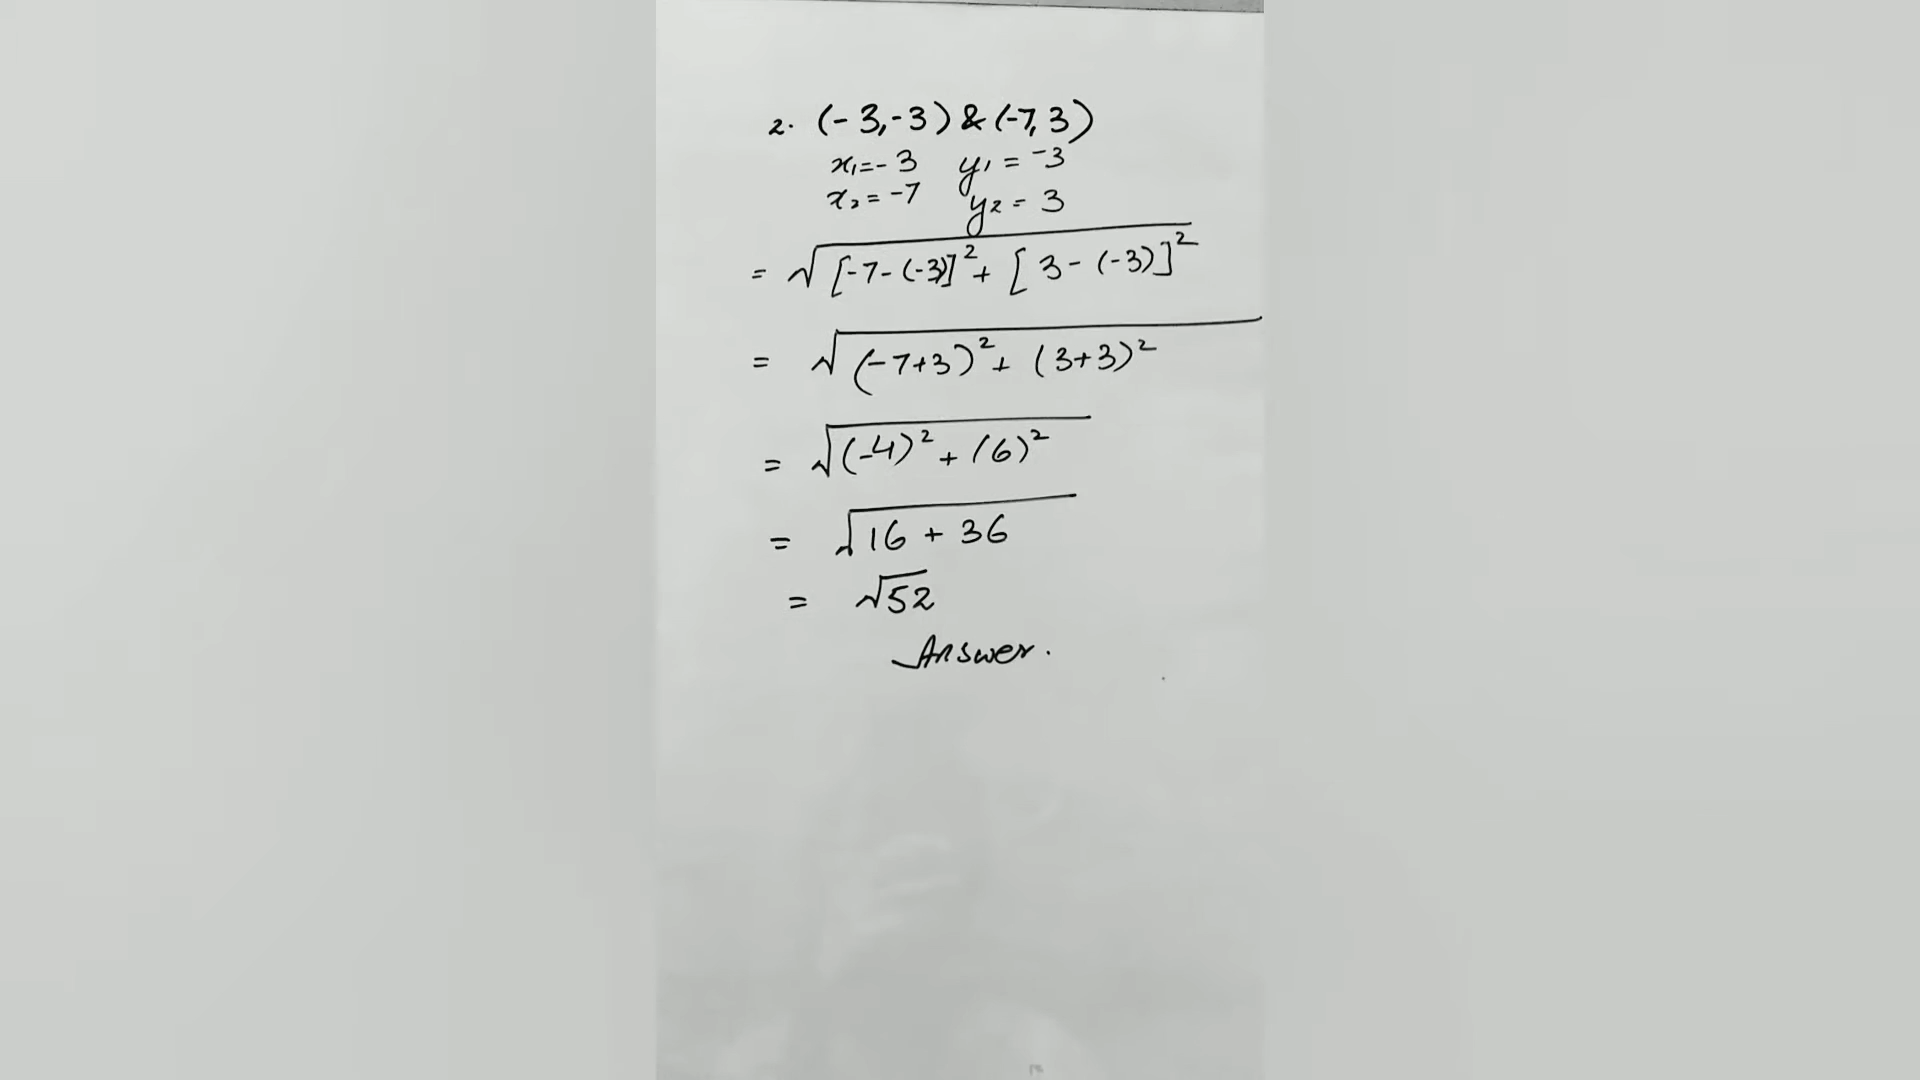 2. (-3,-3) & (-7,3)
x₁=-3 y₁ = -3
x₂ = -7 y₂ = 3
= √[-7-(-3)]² + [3-(-3)]²
= √(-7+3)² + (3+3)²
= √(-4)² + (6)²
= √16 + 36
= √52
Answer.